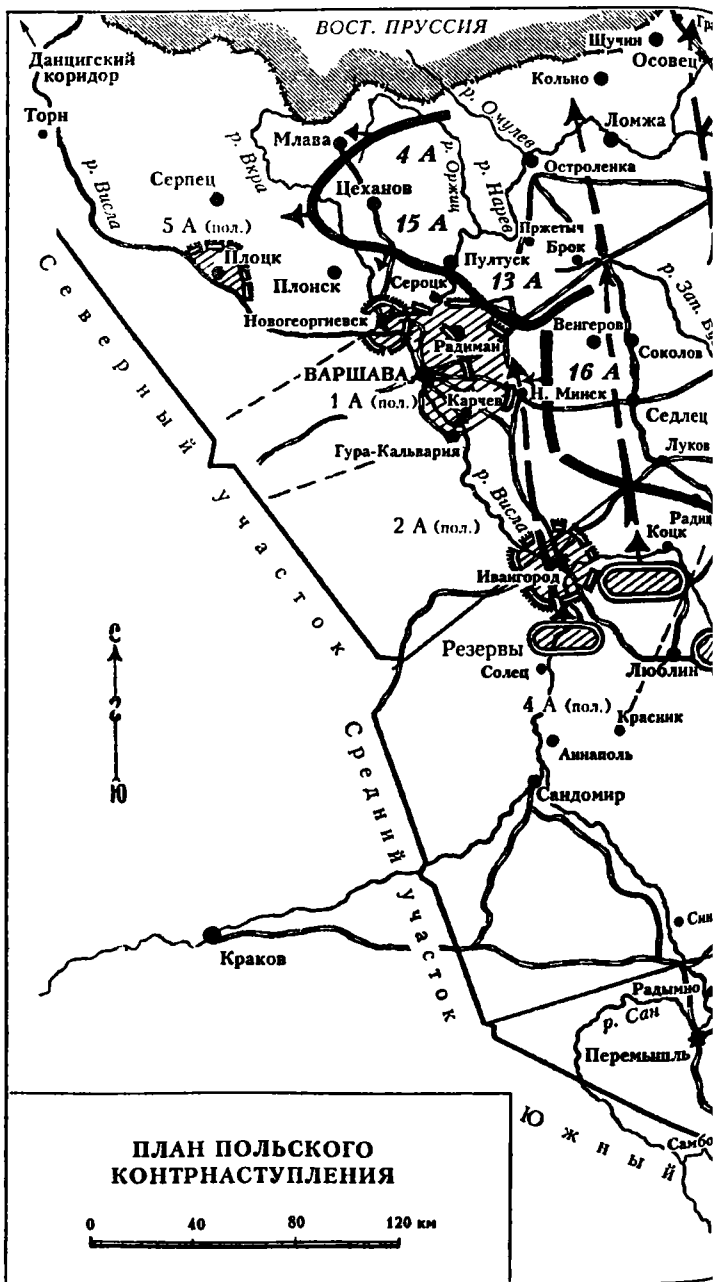 ВОСТ. ПРУССИЯ
Данцигский
коридор
Щучин
Осовец
Кольно
Торн
Млава
р. Вкра
4 А
р. Оржиц
р. Омулев
р. Нарев
Ломжа
Остроленка
р. Висла
Серпец
Цеханов
15 А
Пржетыч
Брок
5 А (пол.)
Плоцк
Плонск
Пултуск
Сероцк
13 А
р. Зап.
Новогеоргиевск
Радиман
Венгеров
Соколов
ВАРШАВА
16 А
1 А (пол.)
Карчев
Н. Минск
Седлец
Гура-Кальвария
Луков
Северный участок
р. Висла
2 А (пол.)
Коцк
Ивангород
С
Ю
Резервы
Солец
Люблин
4 А (пол.)
Красник
Аннаполь
Сандомир
Средний участок
Краков
Радымно
р. Сан
Перемышль
Южный
ПЛАН ПОЛЬСКОГО
КОНТРНАСТУПЛЕНИЯ
0 40 80 120 км